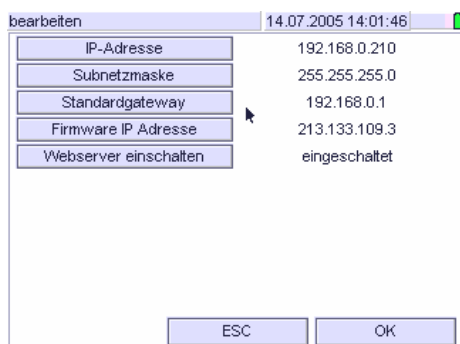 bearbeiten 14.07.2005 14:01:46
IP-Adresse 192.168.0.210
Subnetzmaske 255.255.255.0
Standardgateway 192.168.0.1
Firmware IP Adresse 213.133.109.3
Webserver einschalten eingeschaltet
ESC OK